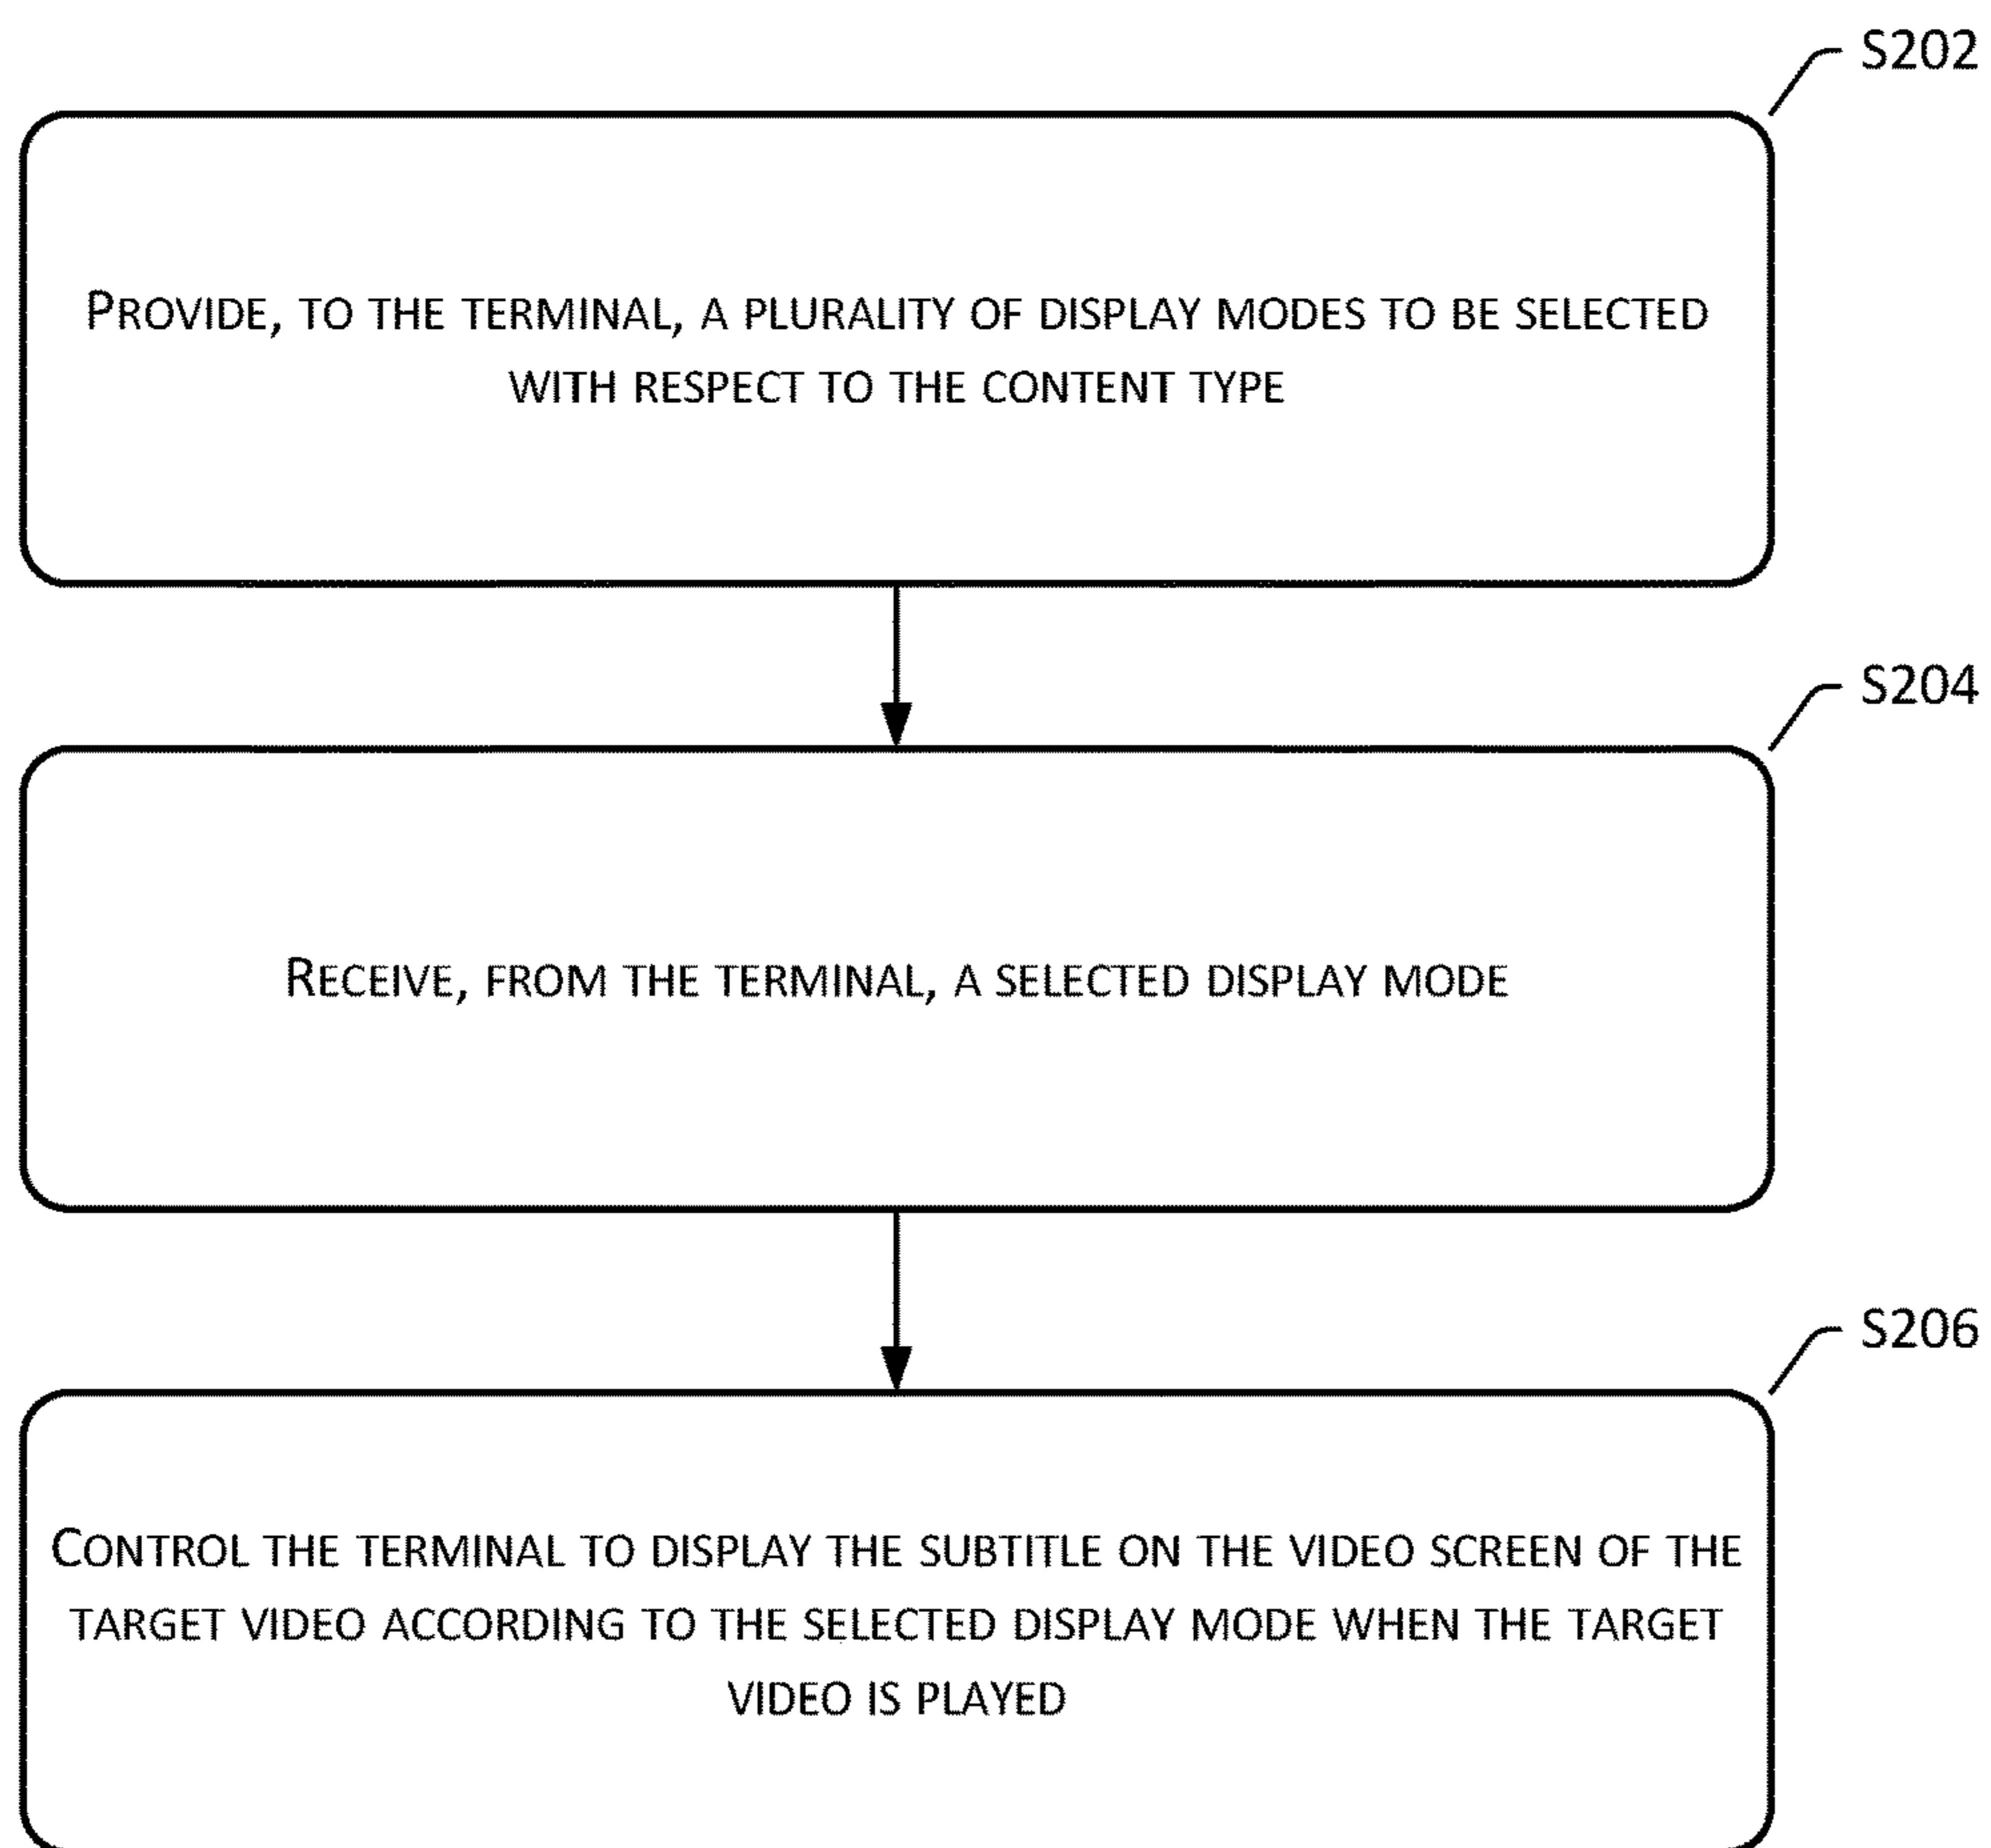 S202
PROVIDE, TO THE TERMINAL, A PLURALITY OF DISPLAY MODES TO BE SELECTED
WITH RESPECT TO THE CONTENT TYPE
S204
RECEIVE, FROM THE TERMINAL, A SELECTED DISPLAY MODE
S206
CONTROL THE TERMINAL TO DISPLAY THE SUBTITLE ON THE VIDEO SCREEN OF THE
TARGET VIDEO ACCORDING TO THE SELECTED DISPLAY MODE WHEN THE TARGET
VIDEO IS PLAYED